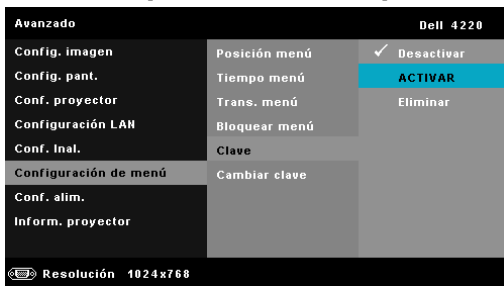 Avanzado Dell 4220
Config. imagen Posición menú Desactivar
Config. pant. Tiempo menú ACTIVAR
Conf. proyector Trans. menú Eliminar
Configuración LAN Bloquear menú
Conf. Inal. Clave
Configuración de menú Cambiar clave
Conf. alim.
Inform. proyector
Resolución 1024x768